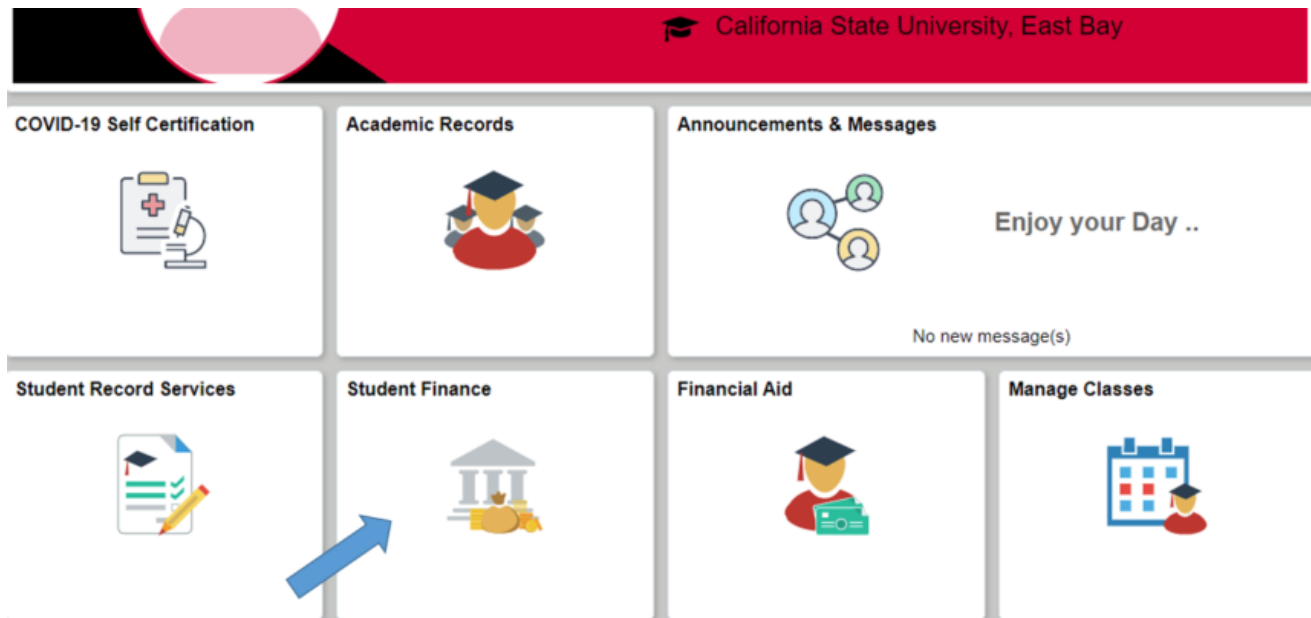 California State University, East Bay
COVID-19 Self Certification
Academic Records
Announcements & Messages
Enjoy your Day ..
No new message(s)
Student Record Services
Student Finance
Financial Aid
Manage Classes